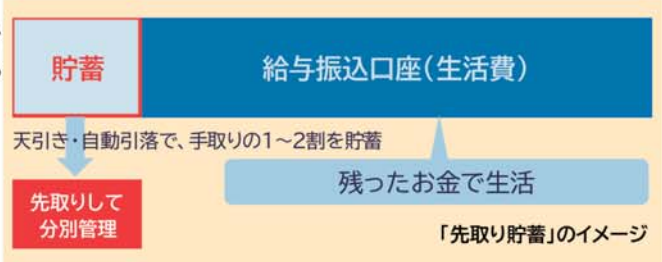 貯蓄
給与振込口座(生活費)
天引き・自動引落で、手取りの1～2割を貯蓄
残ったお金で生活
先取りして
分別管理
「先取り貯蓄」のイメージ